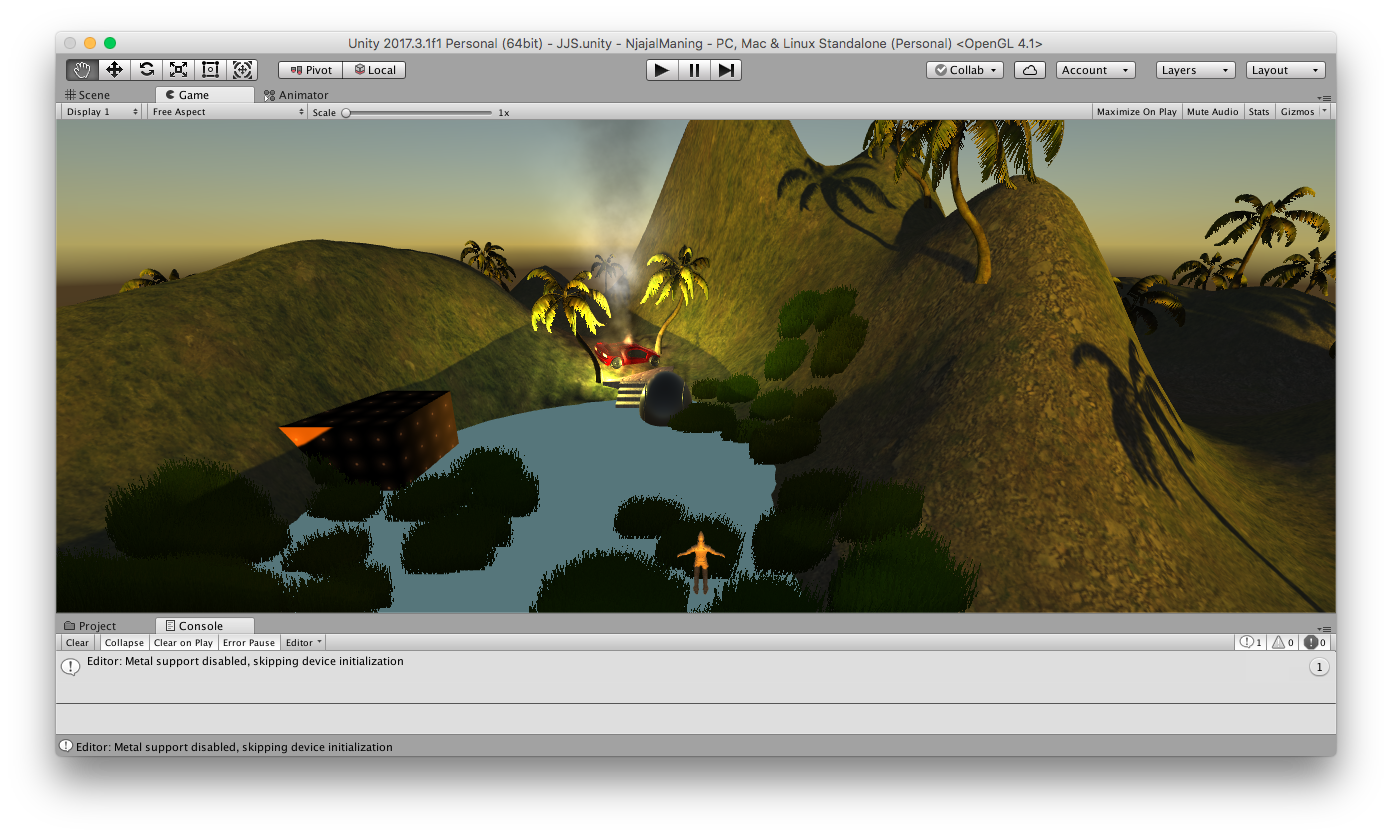 Unity 2017.3.1f1 Personal (64bit) - JJS.unity - NjajalManing - PC, Mac & Linux Standalone (Personal) <OpenGL 4.1>
Pivot Local Collab Account Layers Layout
Scene Game Animator
Display 1 Free Aspect Scale 1x Maximize On Play Mute Audio Stats Gizmos
Project Console
Clear Collapse Clear on Play Error Pause Editor 1 0 0
Editor: Metal support disabled, skipping device initialization 1
Editor: Metal support disabled, skipping device initialization